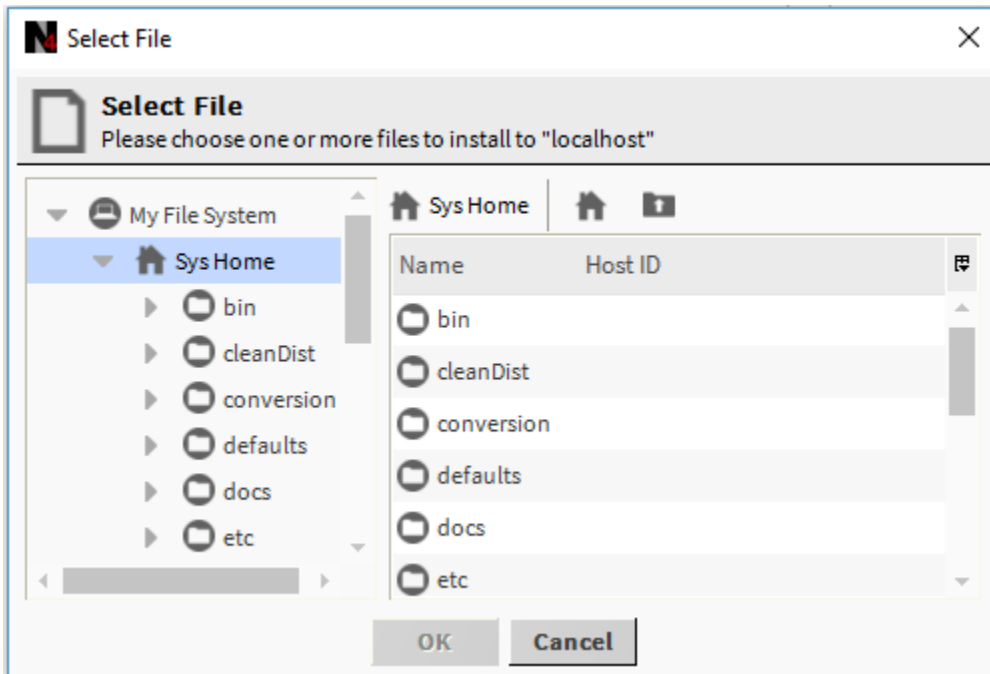 N4 Select File
Select File
Please choose one or more files to install to "localhost"
My File System
Sys Home
bin
cleanDist
conversion
defaults
docs
etc
Sys Home
Name Host ID
bin
cleanDist
conversion
defaults
docs
etc
OK Cancel